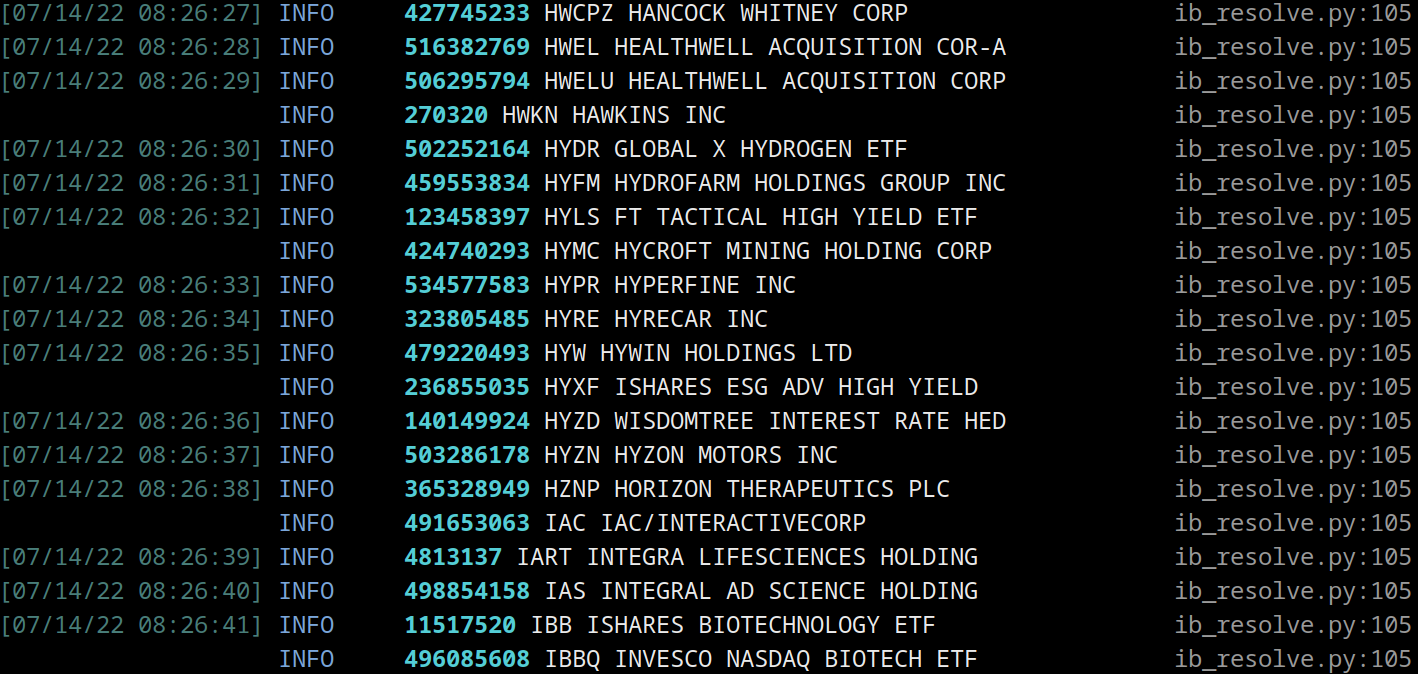 [07/14/22 08:26:27] INFO 427745233 HWCPZ HANCOCK WHITNEY CORP ib_resolve.py:105
[07/14/22 08:26:28] INFO 516382769 HWEL HEALTHWELL ACQUISITION COR-A ib_resolve.py:105
[07/14/22 08:26:29] INFO 506295794 HWELU HEALTHWELL ACQUISITION CORP ib_resolve.py:105
INFO 270320 HWKN HAWKINS INC ib_resolve.py:105
[07/14/22 08:26:30] INFO 502252164 HYDR GLOBAL X HYDROGEN ETF ib_resolve.py:105
[07/14/22 08:26:31] INFO 459553834 HYFM HYDROFARM HOLDINGS GROUP INC ib_resolve.py:105
[07/14/22 08:26:32] INFO 123458397 HYLS FT TACTICAL HIGH YIELD ETF ib_resolve.py:105
INFO 424740293 HYMC HYCROFT MINING HOLDING CORP ib_resolve.py:105
[07/14/22 08:26:33] INFO 534577583 HYPR HYPERFINE INC ib_resolve.py:105
[07/14/22 08:26:34] INFO 323805485 HYRE HYRECAR INC ib_resolve.py:105
[07/14/22 08:26:35] INFO 479220493 HYW HYWIN HOLDINGS LTD ib_resolve.py:105
INFO 236855035 HYXF ISHARES ESG ADV HIGH YIELD ib_resolve.py:105
[07/14/22 08:26:36] INFO 140149924 HYZD WISDOMTREE INTEREST RATE HED ib_resolve.py:105
[07/14/22 08:26:37] INFO 503286178 HYZN HYZON MOTORS INC ib_resolve.py:105
[07/14/22 08:26:38] INFO 365328949 HZNP HORIZON THERAPEUTICS PLC ib_resolve.py:105
INFO 491653063 IAC IAC/INTERACTIVECORP ib_resolve.py:105
[07/14/22 08:26:39] INFO 4813137 IART INTEGRA LIFESCIENCES HOLDING ib_resolve.py:105
[07/14/22 08:26:40] INFO 498854158 IAS INTEGRAL AD SCIENCE HOLDING ib_resolve.py:105
[07/14/22 08:26:41] INFO 11517520 IBB ISHARES BIOTECHNOLOGY ETF ib_resolve.py:105
INFO 496085608 IBBQ INVESCO NASDAQ BIOTECH ETF ib_resolve.py:105